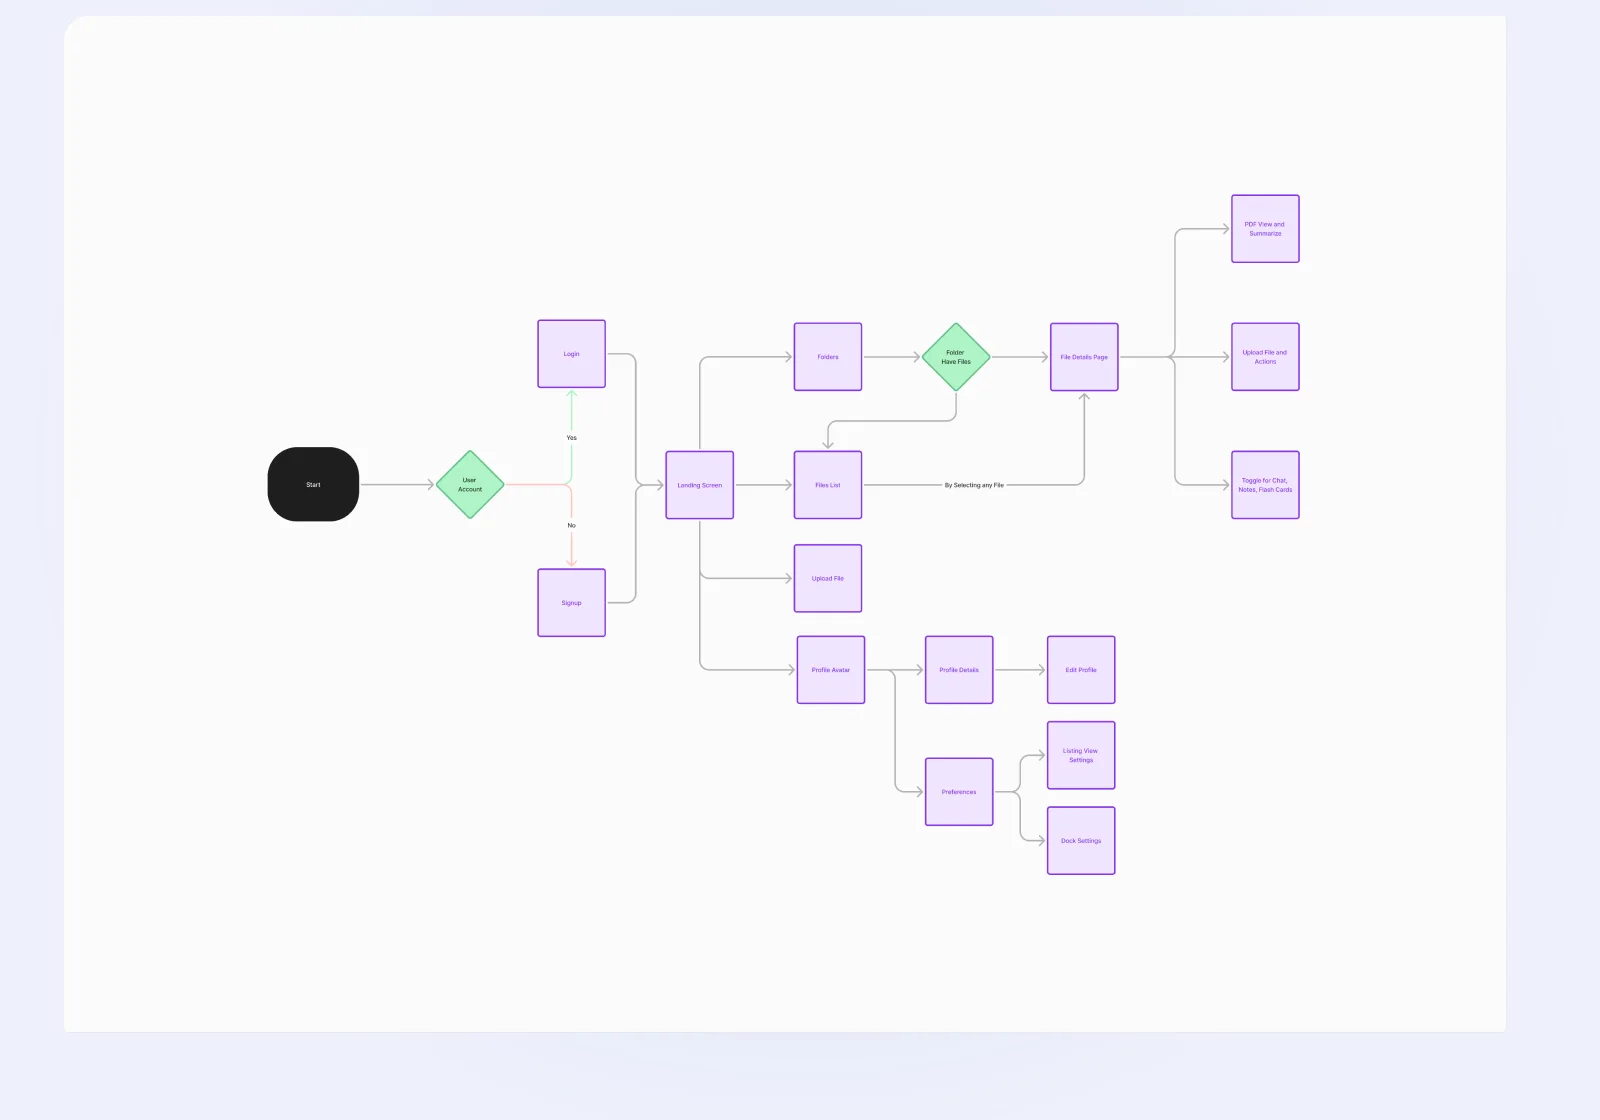 Start
User
Account
Yes
No
Login
Signup
Landing Screen
Folders
Folder
Have Files
File Details Page
Files List
By Selecting any File
PDF View and
Summarize
Upload File and
Actions
Toggle for Chat,
Notes, Flash Cards
Upload File
Profile Avatar
Profile Details
Edit Profile
Preferences
Listing View
Settings
Dock Settings